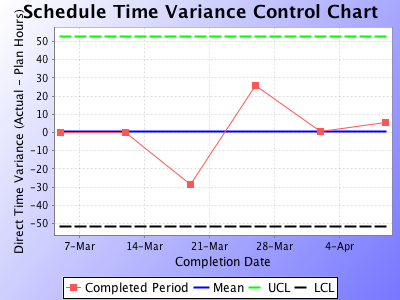 Schedule Time Variance Control Chart
Direct Time Variance (Actual - Plan Hours)
50
40
30
20
10
0
-10
-20
-30
-40
-50
7-Mar 14-Mar 21-Mar 28-Mar 4-Apr
Completion Date
Completed Period Mean UCL LCL